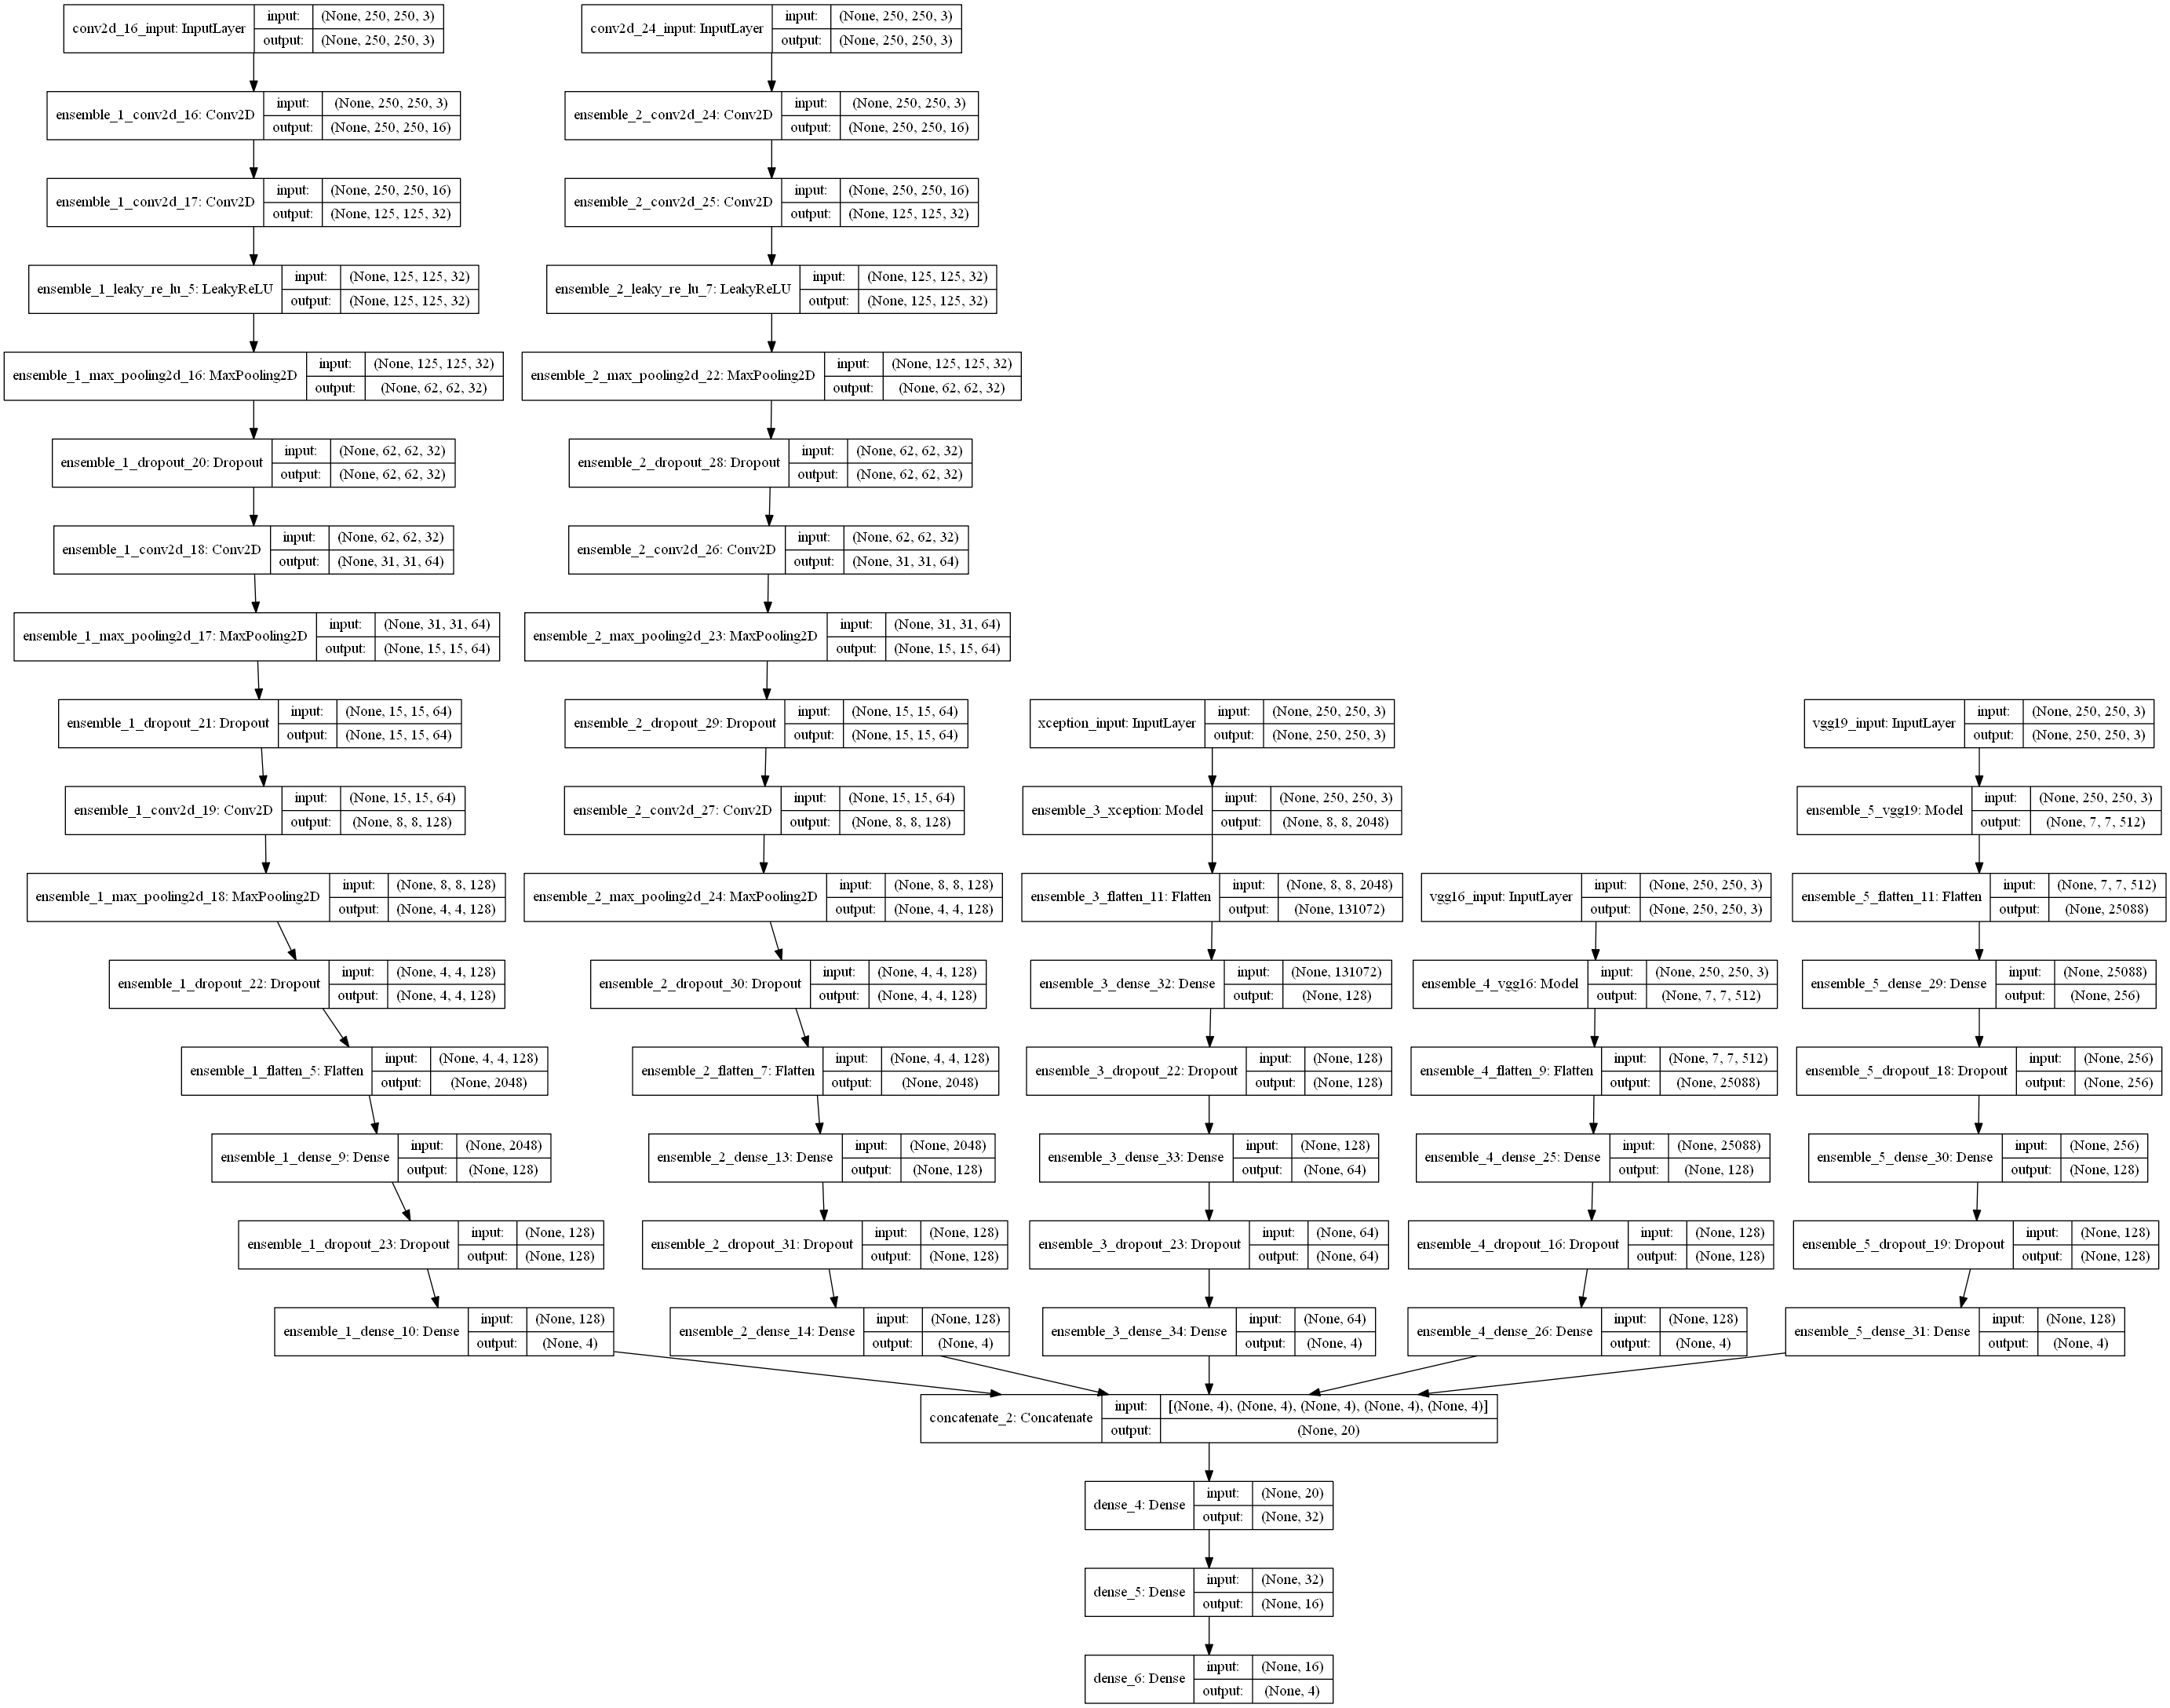 conv2d_16_input: InputLayer
input: (None, 250, 250, 3)
output: (None, 250, 250, 3)
ensemble_1_conv2d_16: Conv2D
input: (None, 250, 250, 3)
output: (None, 250, 250, 16)
ensemble_1_conv2d_17: Conv2D
input: (None, 250, 250, 16)
output: (None, 125, 125, 32)
ensemble_1_leaky_re_lu_5: LeakyReLU
input: (None, 125, 125, 32)
output: (None, 125, 125, 32)
ensemble_1_max_pooling2d_16: MaxPooling2D
input: (None, 125, 125, 32)
output: (None, 62, 62, 32)
ensemble_1_dropout_20: Dropout
input: (None, 62, 62, 32)
output: (None, 62, 62, 32)
ensemble_1_conv2d_18: Conv2D
input: (None, 62, 62, 32)
output: (None, 31, 31, 64)
ensemble_1_max_pooling2d_17: MaxPooling2D
input: (None, 31, 31, 64)
output: (None, 15, 15, 64)
ensemble_1_dropout_21: Dropout
input: (None, 15, 15, 64)
output: (None, 15, 15, 64)
ensemble_1_conv2d_19: Conv2D
input: (None, 15, 15, 64)
output: (None, 8, 8, 128)
ensemble_1_max_pooling2d_18: MaxPooling2D
input: (None, 8, 8, 128)
output: (None, 4, 4, 128)
ensemble_1_dropout_22: Dropout
input: (None, 4, 4, 128)
output: (None, 4, 4, 128)
ensemble_1_flatten_5: Flatten
input: (None, 4, 4, 128)
output: (None, 2048)
ensemble_1_dense_9: Dense
input: (None, 2048)
output: (None, 128)
ensemble_1_dropout_23: Dropout
input: (None, 128)
output: (None, 128)
ensemble_1_dense_10: Dense
input: (None, 128)
output: (None, 4)
conv2d_24_input: InputLayer
input: (None, 250, 250, 3)
output: (None, 250, 250, 3)
ensemble_2_conv2d_24: Conv2D
input: (None, 250, 250, 3)
output: (None, 250, 250, 16)
ensemble_2_conv2d_25: Conv2D
input: (None, 250, 250, 16)
output: (None, 125, 125, 32)
ensemble_2_leaky_re_lu_7: LeakyReLU
input: (None, 125, 125, 32)
output: (None, 125, 125, 32)
ensemble_2_max_pooling2d_22: MaxPooling2D
input: (None, 125, 125, 32)
output: (None, 62, 62, 32)
ensemble_2_dropout_28: Dropout
input: (None, 62, 62, 32)
output: (None, 62, 62, 32)
ensemble_2_conv2d_26: Conv2D
input: (None, 62, 62, 32)
output: (None, 31, 31, 64)
ensemble_2_max_pooling2d_23: MaxPooling2D
input: (None, 31, 31, 64)
output: (None, 15, 15, 64)
ensemble_2_dropout_29: Dropout
input: (None, 15, 15, 64)
output: (None, 15, 15, 64)
ensemble_2_conv2d_27: Conv2D
input: (None, 15, 15, 64)
output: (None, 8, 8, 128)
ensemble_2_max_pooling2d_24: MaxPooling2D
input: (None, 8, 8, 128)
output: (None, 4, 4, 128)
ensemble_2_dropout_30: Dropout
input: (None, 4, 4, 128)
output: (None, 4, 4, 128)
ensemble_2_flatten_7: Flatten
input: (None, 4, 4, 128)
output: (None, 2048)
ensemble_2_dense_13: Dense
input: (None, 2048)
output: (None, 128)
ensemble_2_dropout_31: Dropout
input: (None, 128)
output: (None, 128)
ensemble_2_dense_14: Dense
input: (None, 128)
output: (None, 4)
xception_input: InputLayer
input: (None, 250, 250, 3)
output: (None, 250, 250, 3)
ensemble_3_xception: Model
input: (None, 250, 250, 3)
output: (None, 8, 8, 2048)
ensemble_3_flatten_11: Flatten
input: (None, 8, 8, 2048)
output: (None, 131072)
ensemble_3_dense_32: Dense
input: (None, 131072)
output: (None, 128)
ensemble_3_dropout_22: Dropout
input: (None, 128)
output: (None, 128)
ensemble_3_dense_33: Dense
input: (None, 128)
output: (None, 64)
ensemble_3_dropout_23: Dropout
input: (None, 64)
output: (None, 64)
ensemble_3_dense_34: Dense
input: (None, 64)
output: (None, 4)
vgg16_input: InputLayer
input: (None, 250, 250, 3)
output: (None, 250, 250, 3)
ensemble_4_vgg16: Model
input: (None, 250, 250, 3)
output: (None, 7, 7, 512)
ensemble_4_flatten_9: Flatten
input: (None, 7, 7, 512)
output: (None, 25088)
ensemble_4_dense_25: Dense
input: (None, 25088)
output: (None, 128)
ensemble_4_dropout_16: Dropout
input: (None, 128)
output: (None, 128)
ensemble_4_dense_26: Dense
input: (None, 128)
output: (None, 4)
vgg19_input: InputLayer
input: (None, 250, 250, 3)
output: (None, 250, 250, 3)
ensemble_5_vgg19: Model
input: (None, 250, 250, 3)
output: (None, 7, 7, 512)
ensemble_5_flatten_11: Flatten
input: (None, 7, 7, 512)
output: (None, 25088)
ensemble_5_dense_29: Dense
input: (None, 25088)
output: (None, 256)
ensemble_5_dropout_18: Dropout
input: (None, 256)
output: (None, 256)
ensemble_5_dense_30: Dense
input: (None, 256)
output: (None, 128)
ensemble_5_dropout_19: Dropout
input: (None, 128)
output: (None, 128)
ensemble_5_dense_31: Dense
input: (None, 128)
output: (None, 4)
concatenate_2: Concatenate
input: [(None, 4), (None, 4), (None, 4), (None, 4), (None, 4)]
output: (None, 20)
dense_4: Dense
input: (None, 20)
output: (None, 32)
dense_5: Dense
input: (None, 32)
output: (None, 16)
dense_6: Dense
input: (None, 16)
output: (None, 4)